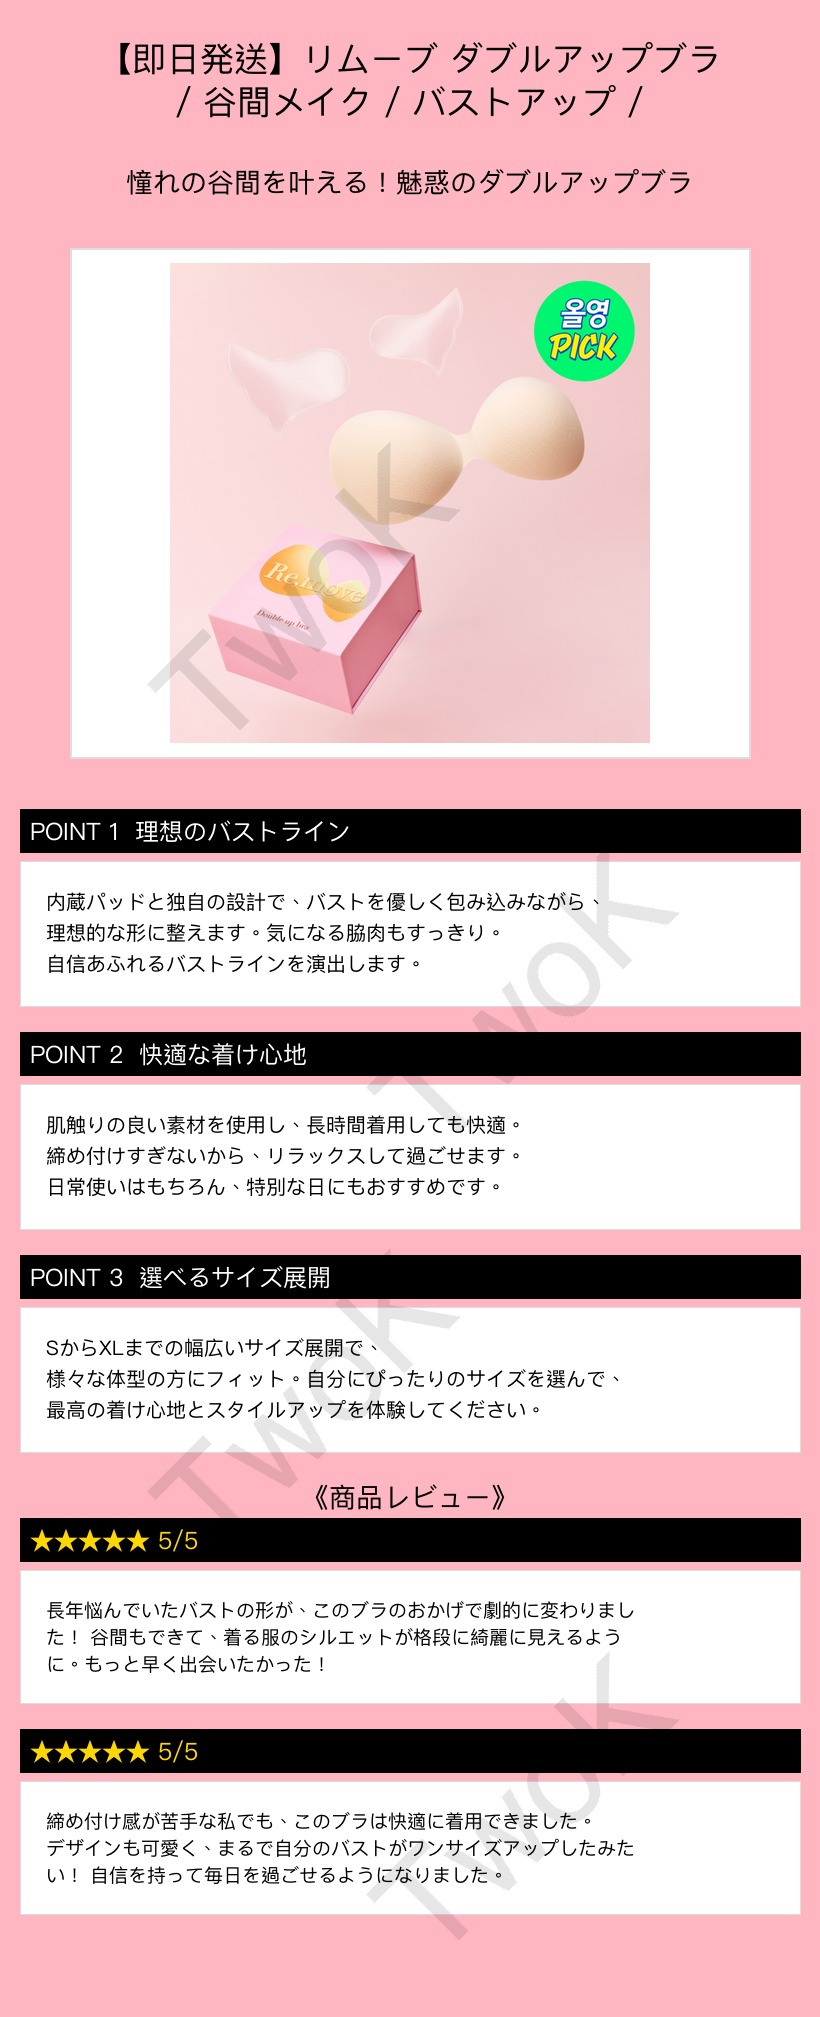 【即日発送】リムーブ ダブルアップブラ
/ 谷間メイク / バストアップ /
憧れの谷間を叶える！魅惑のダブルアップブラ
올영
PICK
Re.move
Double up bra
TwoK
POINT 1 理想のバストライン
内蔵パッドと独自の設計で、バストを優しく包み込みながら、
理想的な形に整えます。気になる脇肉もすっきり。
自信あふれるバストラインを演出します。
TwoK
POINT 2 快適な着け心地
肌触りの良い素材を使用し、長時間着用しても快適。
締め付けすぎないから、リラックスして過ごせます。
日常使いはもちろん、特別な日にもおすすめです。
POINT 3 選べるサイズ展開
SからXLまでの幅広いサイズ展開で、
様々な体型の方にフィット。自分にぴったりのサイズを選んで、
最高の着け心地とスタイルアップを体験してください。
TwoK
《商品レビュー》
★★★★★ 5/5
長年悩んでいたバストの形が、このブラのおかげで劇的に変わりまし
た！ 谷間もできて、着る服のシルエットが格段に綺麗に見えるよう
に。もっと早く出会いたかった！
★★★★★ 5/5
締め付け感が苦手な私でも、このブラは快適に着用できました。
デザインも可愛く、まるで自分のバストがワンサイズアップしたみた
い！ 自信を持って毎日を過ごせるようになりました。
TwoK